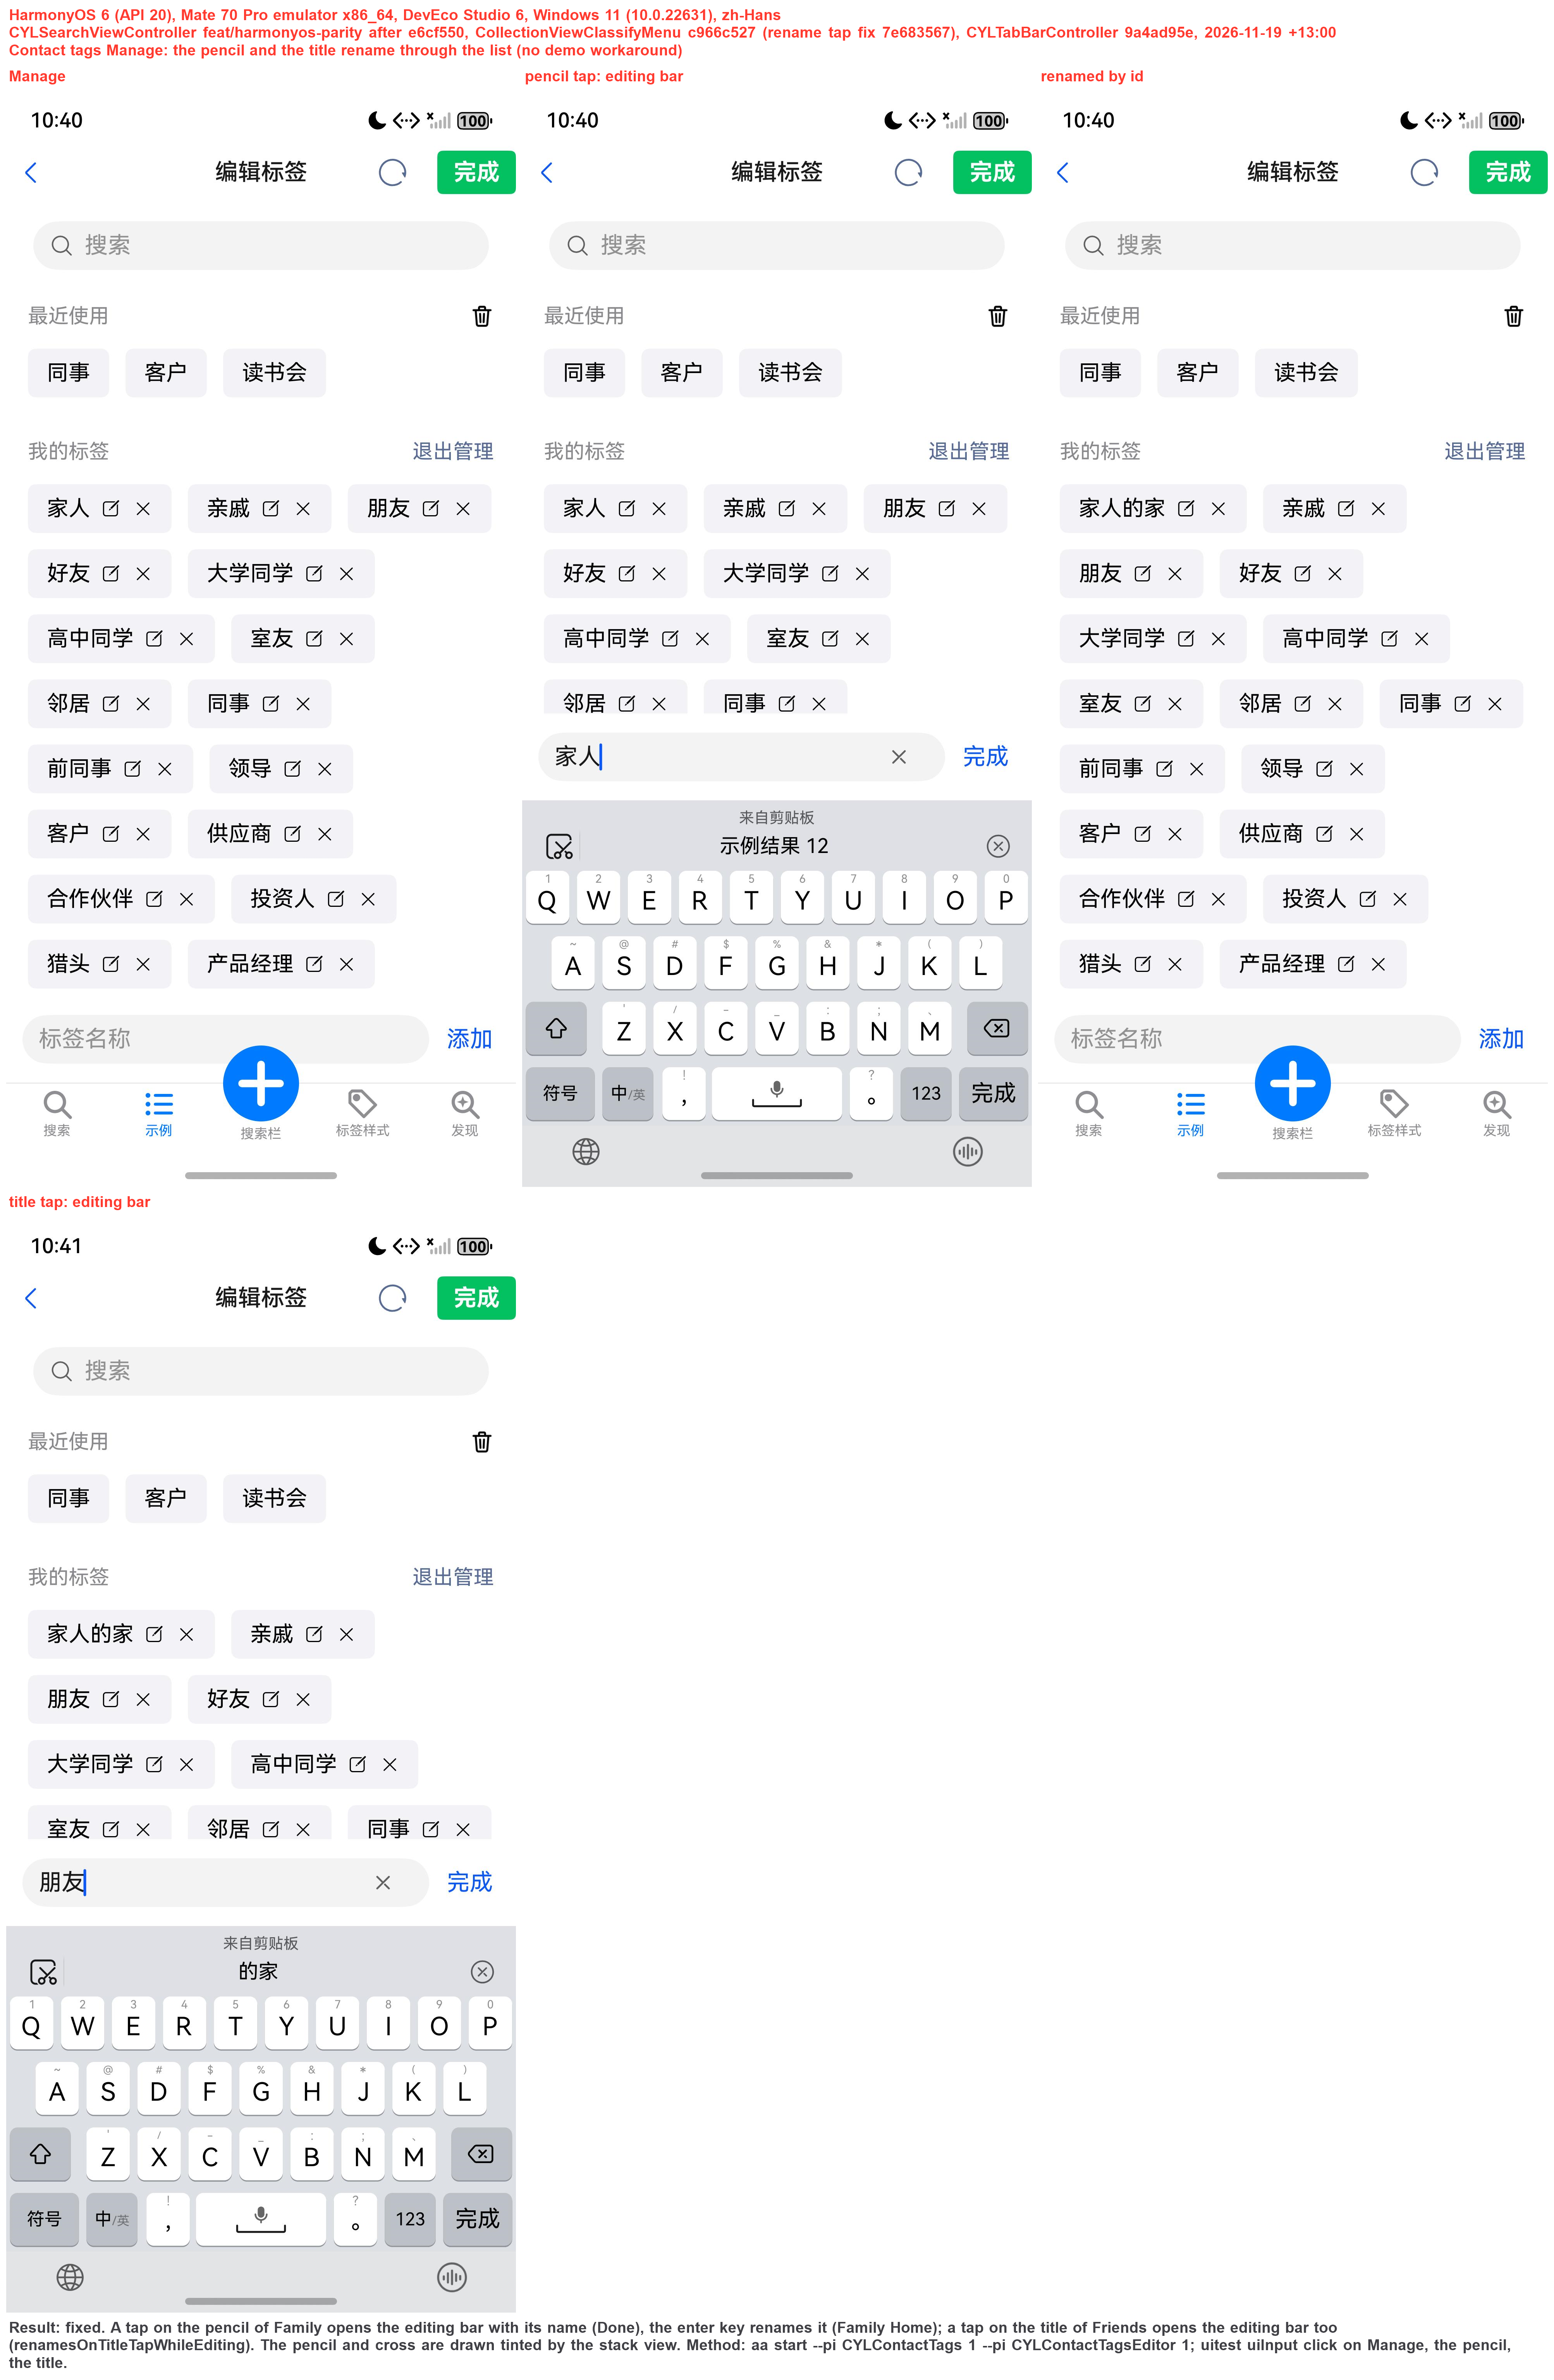 HarmonyOS 6 (API 20), Mate 70 Pro emulator x86_64, DevEco Studio 6, Windows 11 (10.0.22631), zh-Hans
CYLSearchViewController feat/harmonyos-parity after e6cf550, CollectionViewClassifyMenu c966c527 (rename tap fix 7e683567), CYLTabBarController 9a4ad95e, 2026-11-19 +13:00
Contact tags Manage: the pencil and the title rename through the list (no demo workaround)
Manage
10:40
100
编辑标签
完成
搜索
最近使用
同事 客户 读书会
我的标签 退出管理
家人 亲戚 朋友
好友 大学同学
高中同学 室友
邻居 同事
前同事 领导
客户 供应商
合作伙伴 投资人
猎头 产品经理
标签名称 添加
搜索 示例 搜索栏 标签样式 发现
pencil tap: editing bar
10:40
100
编辑标签
完成
搜索
最近使用
同事 客户 读书会
我的标签 退出管理
家人 亲戚 朋友
好友 大学同学
高中同学 室友
邻居 同事
家人 完成
来自剪贴板
示例结果 12
1 2 3 4 5 6 7 8 9 0
Q W E R T Y U I O P
~ @ # $ % & * ( )
A S D F G H J K L
' / - _ : ; 、
Z X C V B N M
! ?
符号 中/英 , 。 123 完成
renamed by id
10:40
100
编辑标签
完成
搜索
最近使用
同事 客户 读书会
我的标签 退出管理
家人的家 亲戚
朋友 好友
大学同学 高中同学
室友 邻居 同事
前同事 领导
客户 供应商
合作伙伴 投资人
猎头 产品经理
标签名称 添加
搜索 示例 搜索栏 标签样式 发现
title tap: editing bar
10:41
100
编辑标签
完成
搜索
最近使用
同事 客户 读书会
我的标签 退出管理
家人的家 亲戚
朋友 好友
大学同学 高中同学
室友 邻居 同事
朋友 完成
来自剪贴板
的家
1 2 3 4 5 6 7 8 9 0
Q W E R T Y U I O P
~ @ # $ % & * ( )
A S D F G H J K L
' / - _ : ; 、
Z X C V B N M
! ?
符号 中/英 , 。 123 完成
Result: fixed. A tap on the pencil of Family opens the editing bar with its name (Done), the enter key renames it (Family Home); a tap on the title of Friends opens the editing bar too
(renamesOnTitleTapWhileEditing). The pencil and cross are drawn tinted by the stack view. Method: aa start --pi CYLContactTags 1 --pi CYLContactTagsEditor 1; uitest uiInput click on Manage, the pencil,
the title.